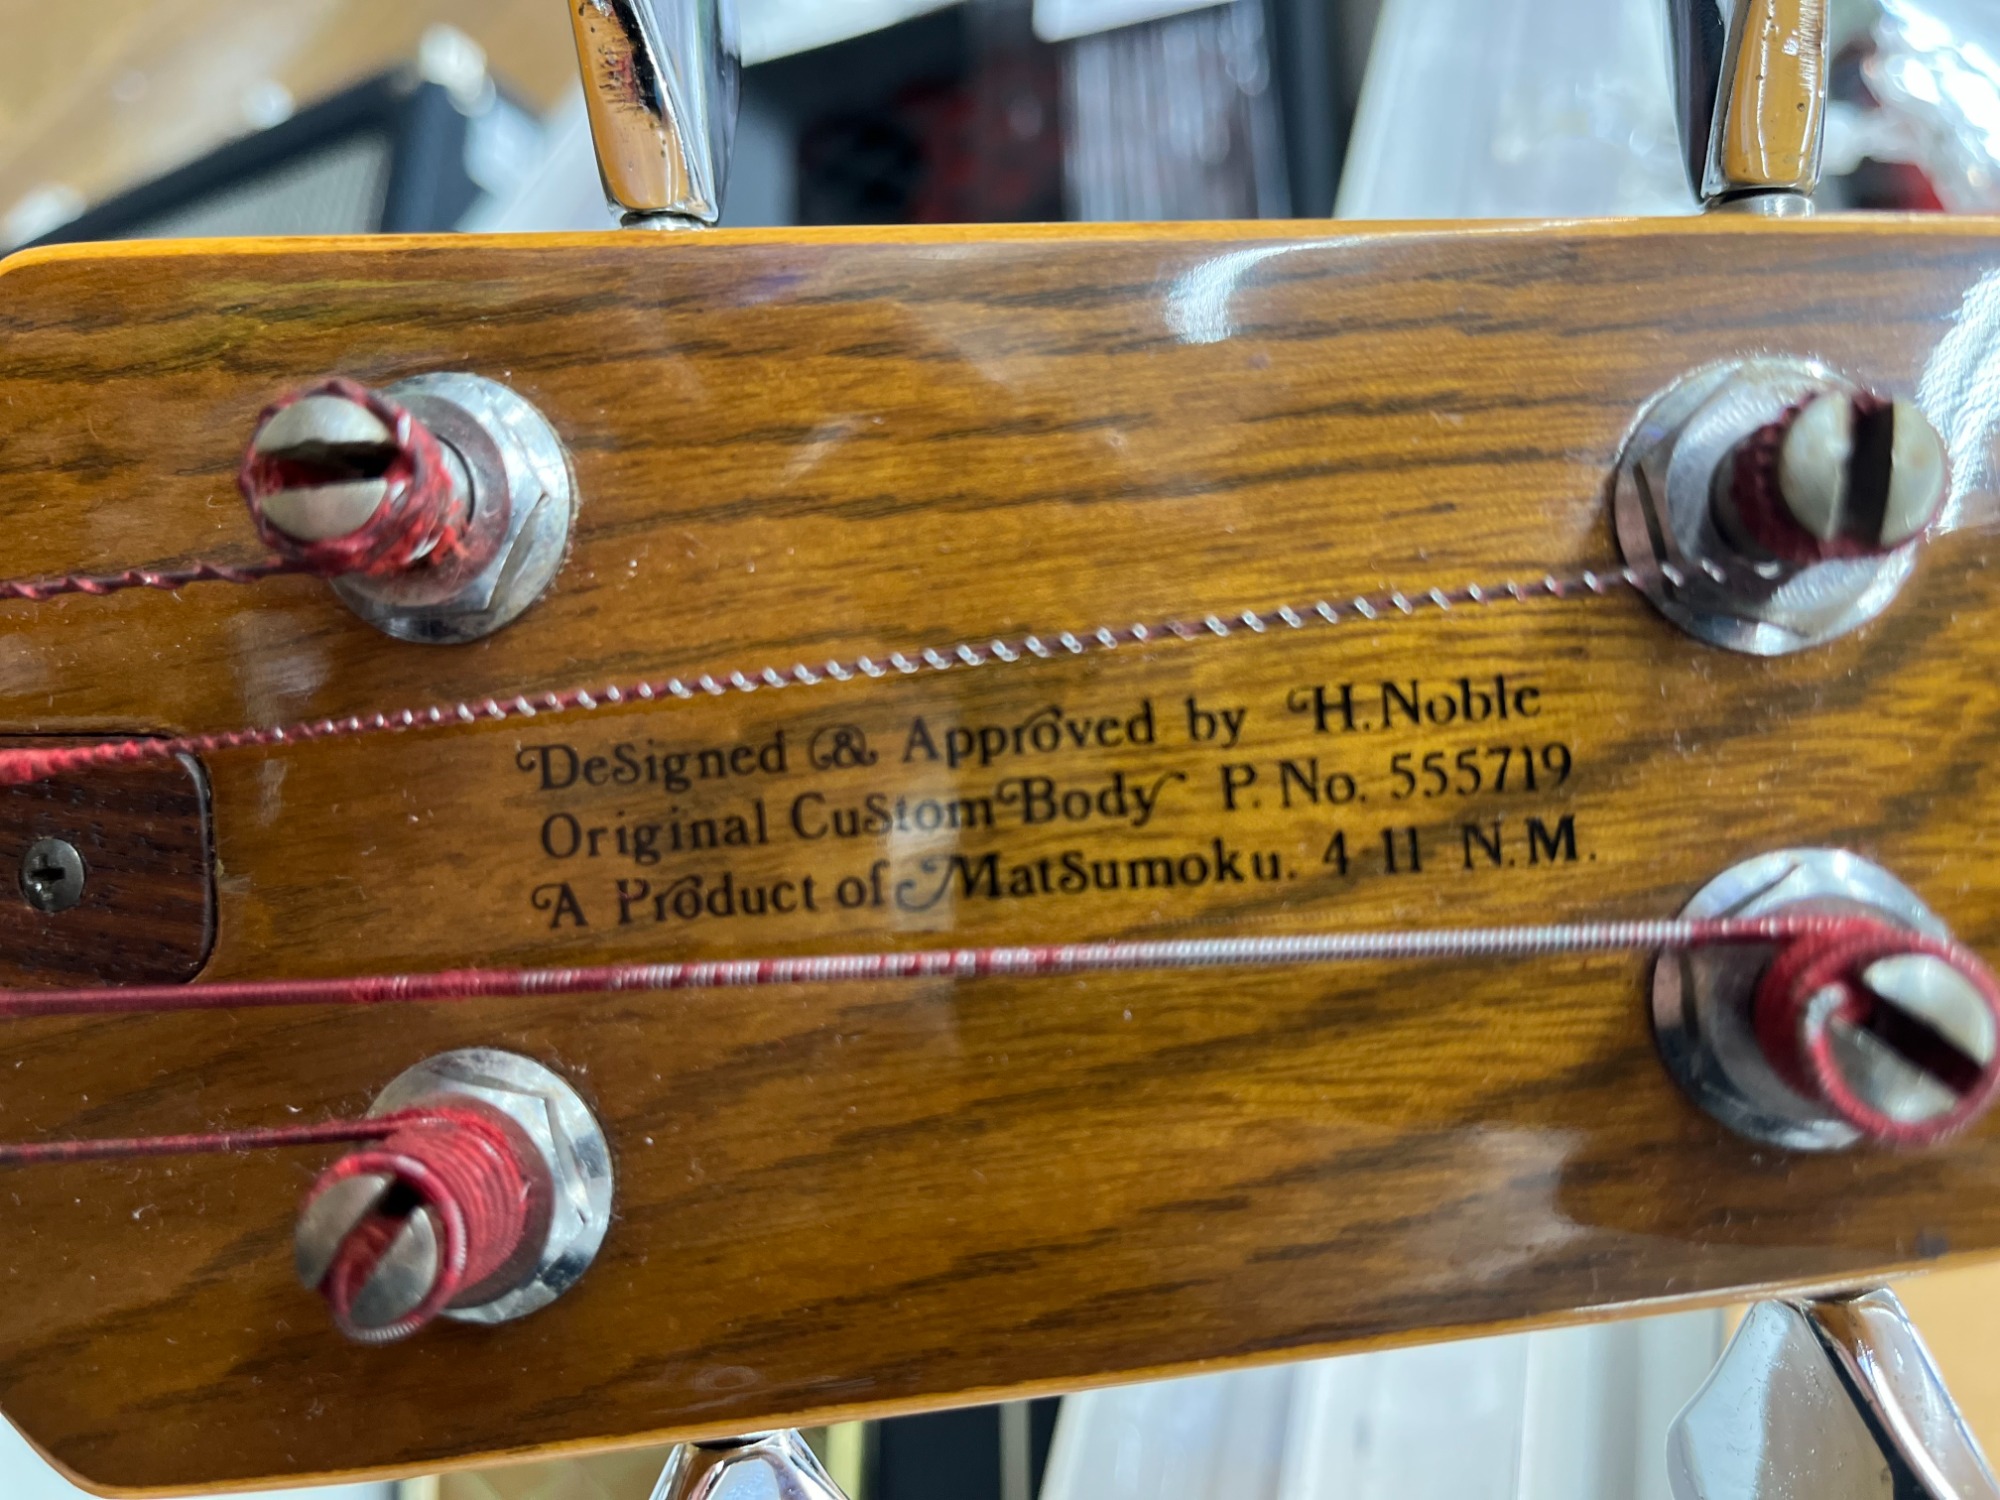 DeSigned & Approved by H. Noble
Original CuStom Body P. No. 555719
A Product of MatSumoku. 4 11 N.M.